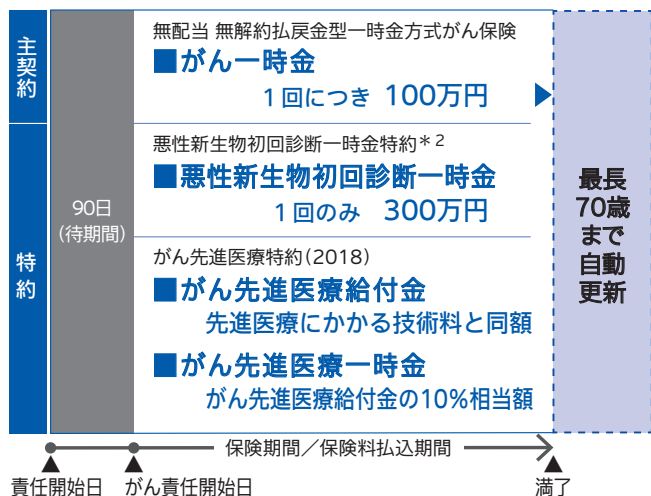 主契約
無配当 無解約払戻金型一時金方式がん保険
■がん一時金
1回につき 100万円
特約
90日
(待期間)
悪性新生物初回診断一時金特約*2
■悪性新生物初回診断一時金
1回のみ 300万円
がん先進医療特約(2018)
■がん先進医療給付金
先進医療にかかる技術料と同額
■がん先進医療一時金
がん先進医療給付金の10%相当額
最長
70歳
まで
自動
更新
保険期間/保険料払込期間
責任開始日
がん責任開始日
満了